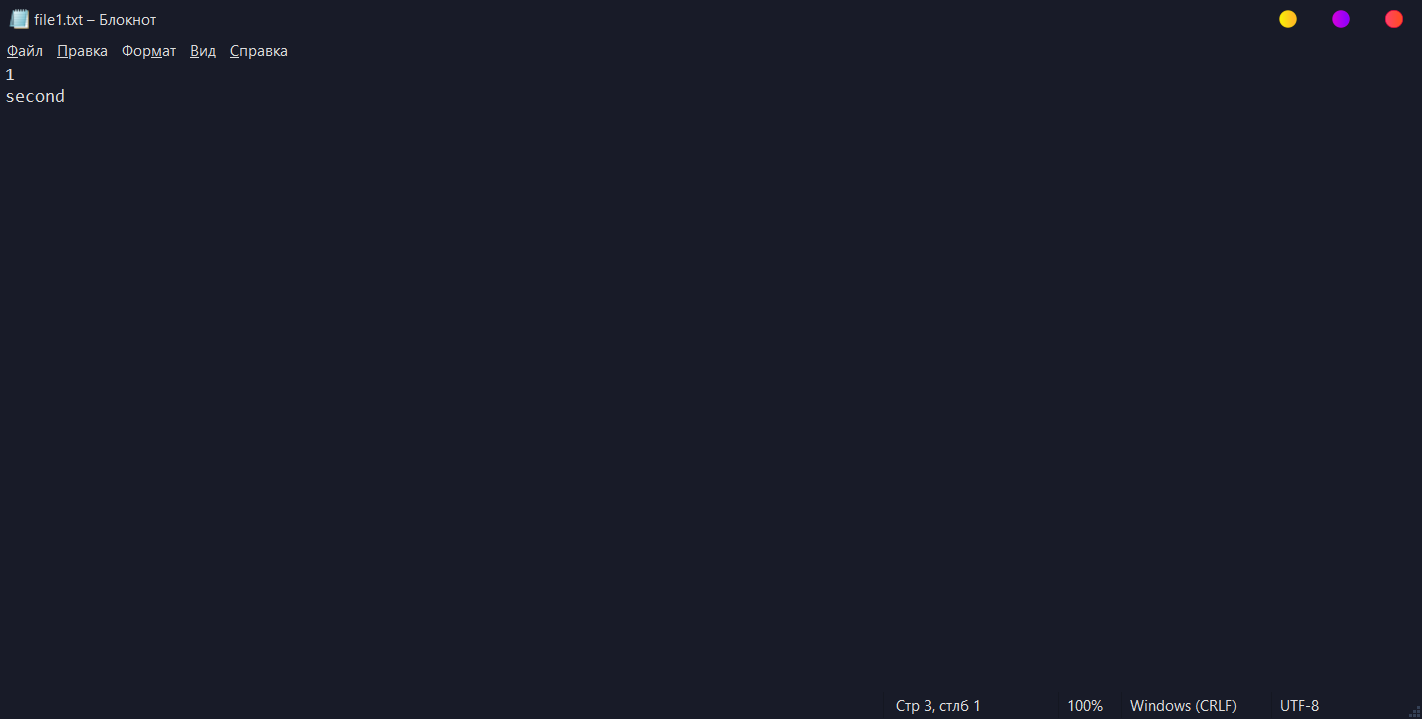 file1.txt – Блокнот
Файл Правка Формат Вид Справка
1
second
Стр 3, стлб 1 100% Windows (CRLF) UTF-8